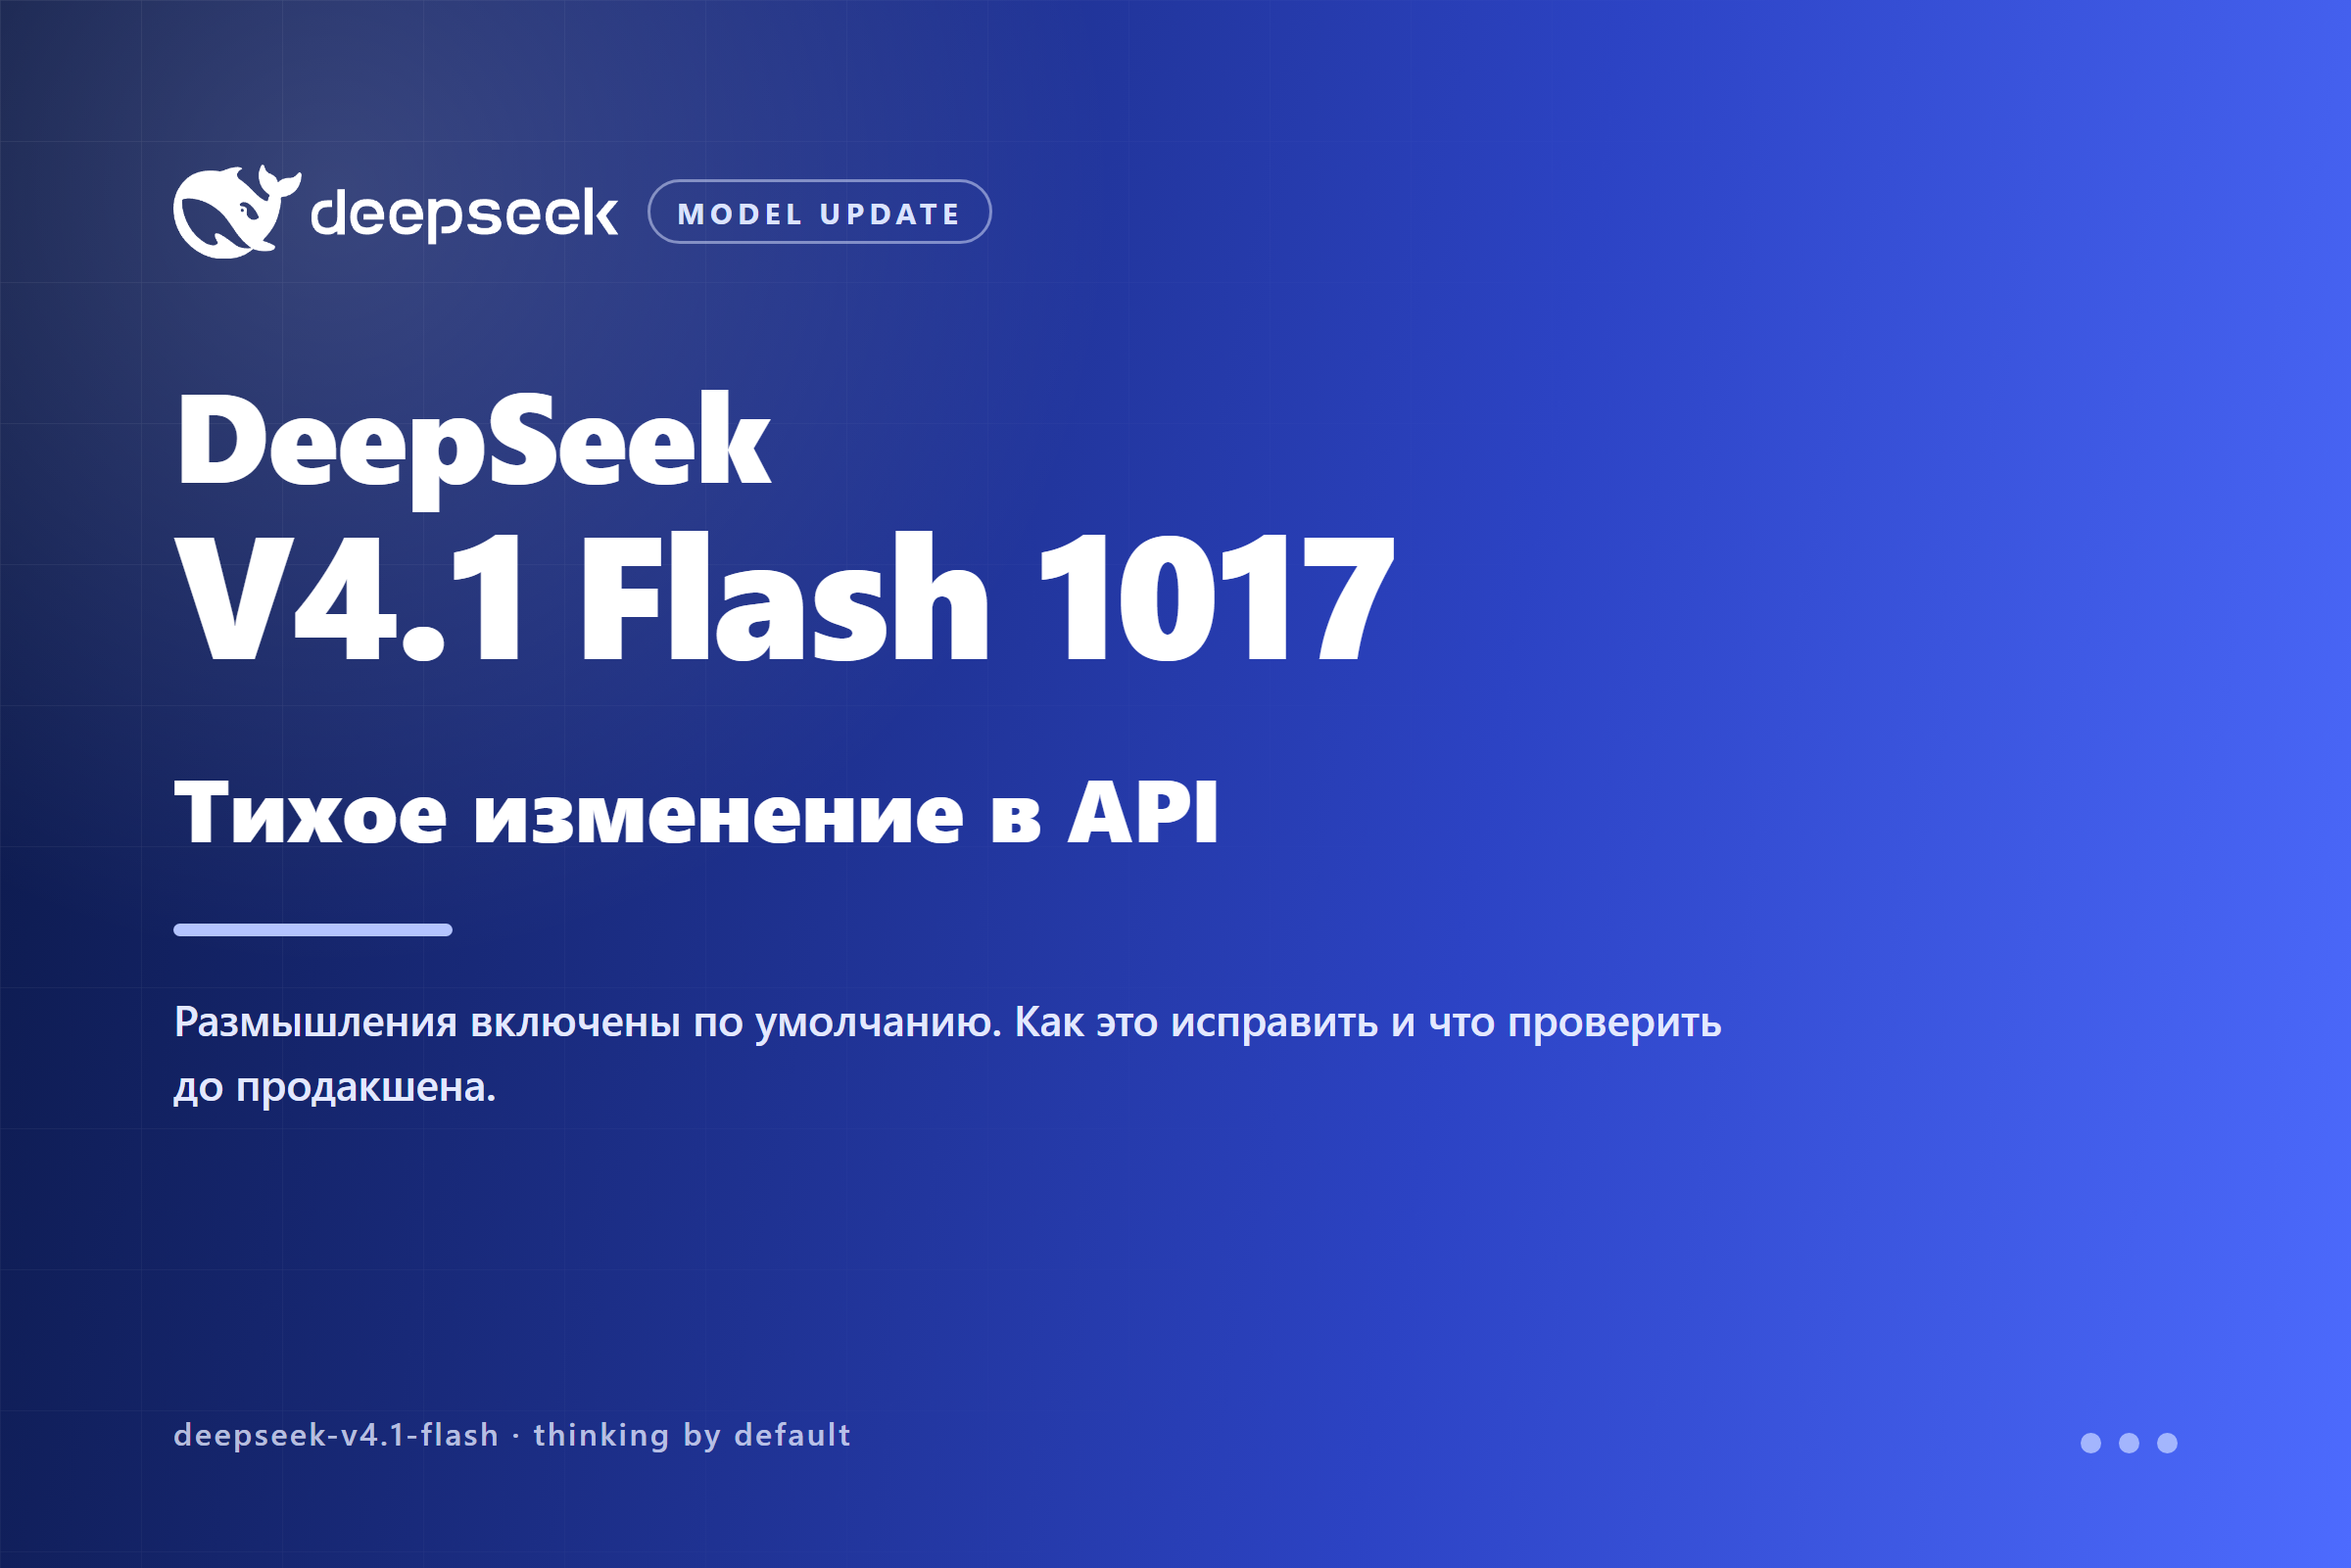 deepseek MODEL UPDATE
DeepSeek
V4.1 Flash 1017
Тихое изменение в API
Размышления включены по умолчанию. Как это исправить и что проверить
до продакшена.
deepseek-v4.1-flash · thinking by default